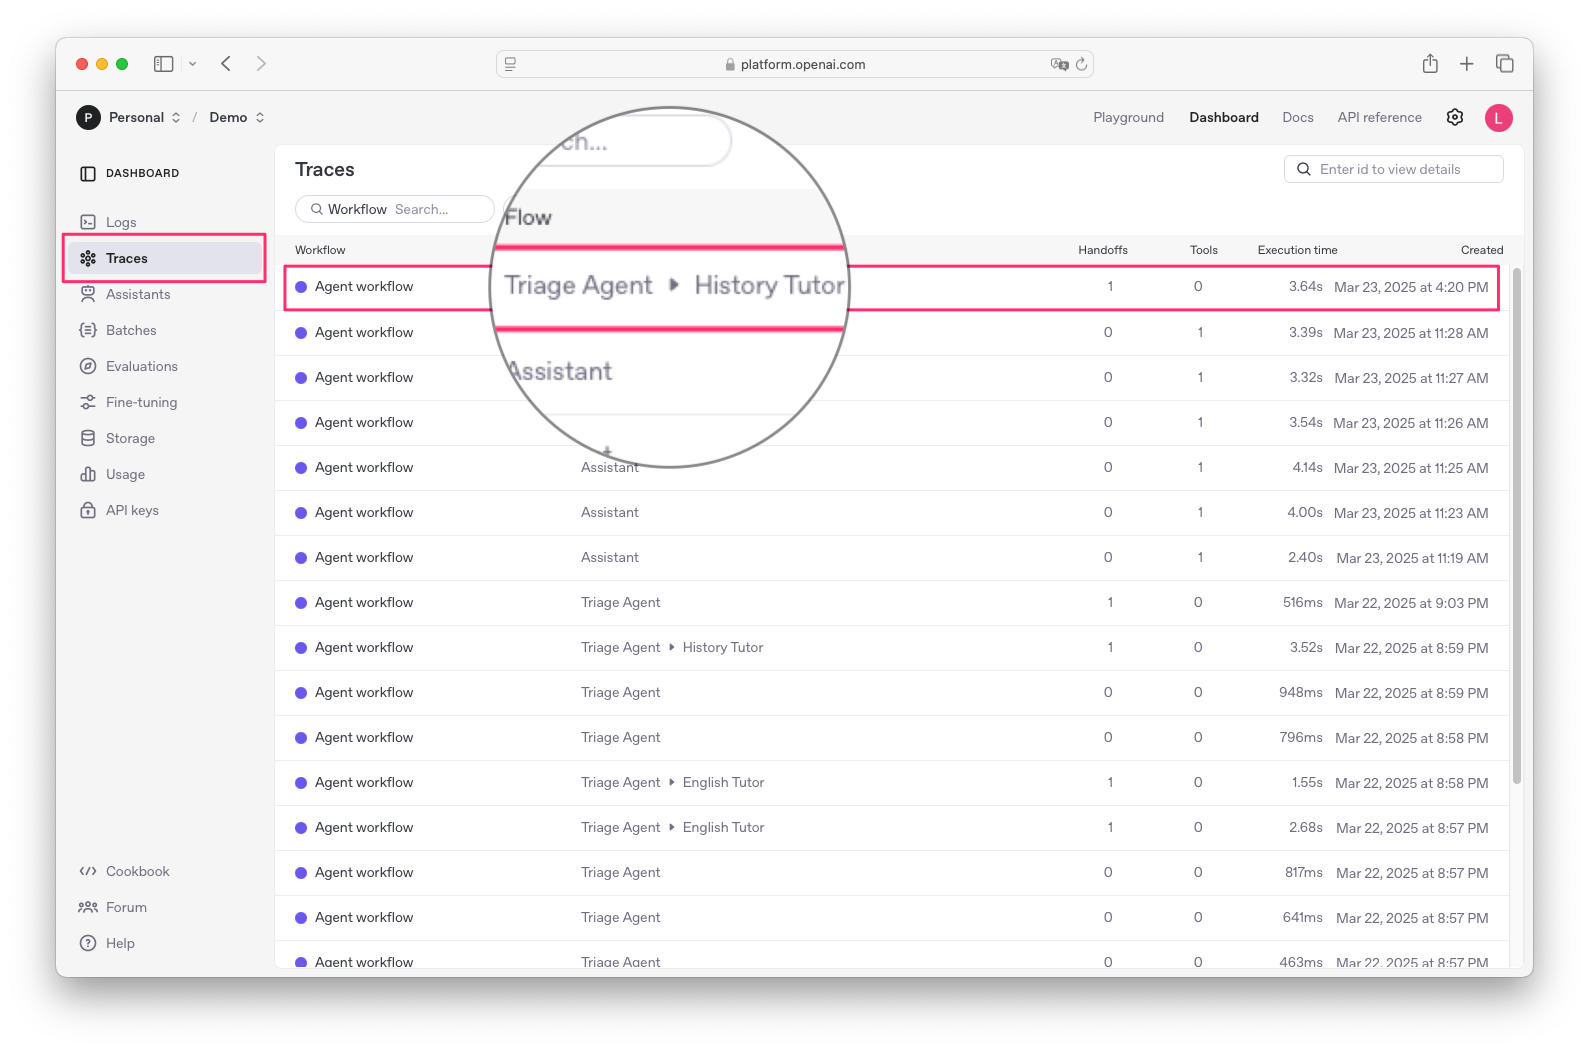 platform.openai.com
P Personal / Demo
Playground Dashboard Docs API reference L
DASHBOARD
Logs
Traces
Assistants
Batches
Evaluations
Fine-tuning
Storage
Usage
API keys
Cookbook
Forum
Help
Traces
Enter id to view details
Workflow Search...
ch...
Workflow Flow Handoffs Tools Execution time Created
Agent workflow Triage Agent ▸ History Tutor 1 0 3.64s Mar 23, 2025 at 4:20 PM
Agent workflow Assistant 0 1 3.39s Mar 23, 2025 at 11:28 AM
Agent workflow 0 1 3.32s Mar 23, 2025 at 11:27 AM
Agent workflow 0 1 3.54s Mar 23, 2025 at 11:26 AM
Agent workflow Assistant 0 1 4.14s Mar 23, 2025 at 11:25 AM
Agent workflow Assistant 0 1 4.00s Mar 23, 2025 at 11:23 AM
Agent workflow Assistant 0 1 2.40s Mar 23, 2025 at 11:19 AM
Agent workflow Triage Agent 1 0 516ms Mar 22, 2025 at 9:03 PM
Agent workflow Triage Agent ▸ History Tutor 1 0 3.52s Mar 22, 2025 at 8:59 PM
Agent workflow Triage Agent 0 0 948ms Mar 22, 2025 at 8:59 PM
Agent workflow Triage Agent 0 0 796ms Mar 22, 2025 at 8:58 PM
Agent workflow Triage Agent ▸ English Tutor 1 0 1.55s Mar 22, 2025 at 8:58 PM
Agent workflow Triage Agent ▸ English Tutor 1 0 2.68s Mar 22, 2025 at 8:57 PM
Agent workflow Triage Agent 0 0 817ms Mar 22, 2025 at 8:57 PM
Agent workflow Triage Agent 0 0 641ms Mar 22, 2025 at 8:57 PM
Agent workflow Triage Agent 0 0 463ms Mar 22, 2025 at 8:57 PM